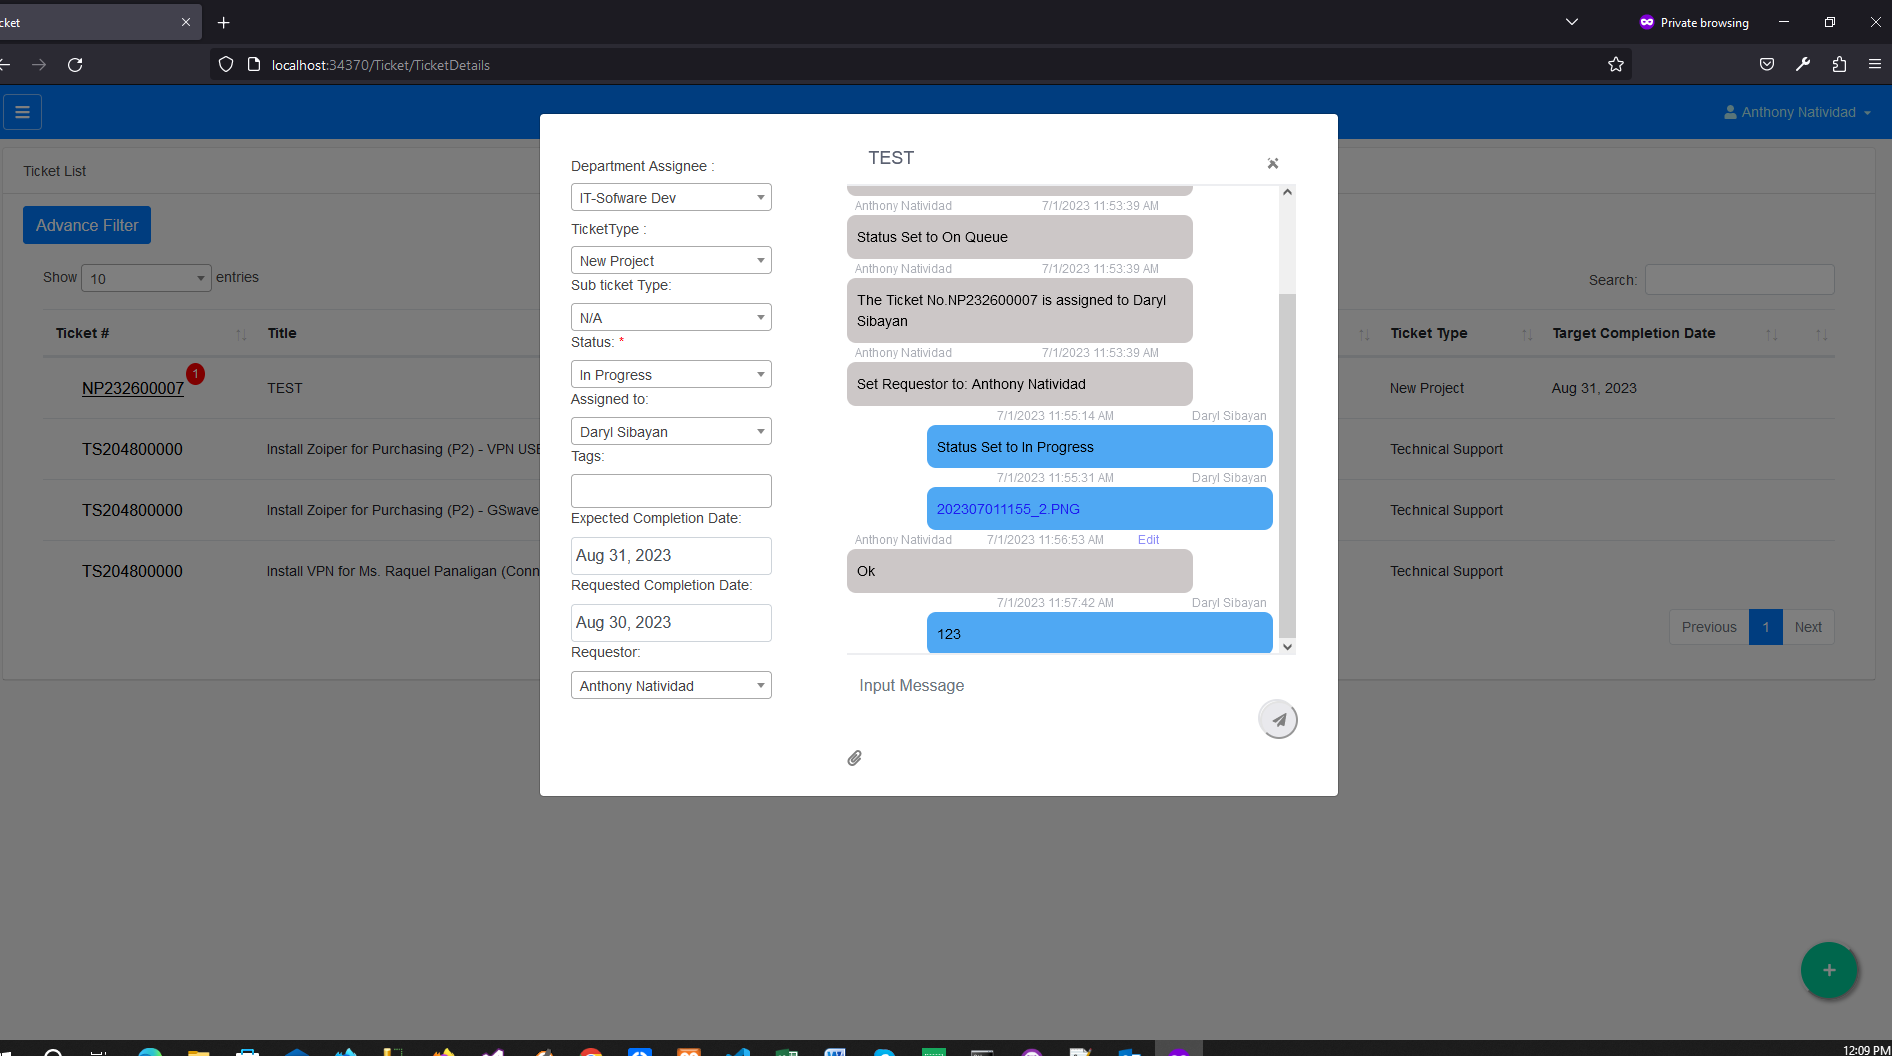 cket
Private browsing
localhost:34370/Ticket/TicketDetails
Anthony Natividad
Ticket List
Advance Filter
Show 10 entries
Search:
Ticket #
Title
Ticket Type
Target Completion Date
NP232600007
1
TEST
New Project
Aug 31, 2023
TS204800000
Install Zoiper for Purchasing (P2) - VPN USE
Technical Support
TS204800000
Install Zoiper for Purchasing (P2) - GSwave
Technical Support
TS204800000
Install VPN for Ms. Raquel Panaligan (Conn
Technical Support
Previous
1
Next
Department Assignee :
IT-Sofware Dev
TicketType :
New Project
Sub ticket Type:
N/A
Status: *
In Progress
Assigned to:
Daryl Sibayan
Tags:
Expected Completion Date:
Aug 31, 2023
Requested Completion Date:
Aug 30, 2023
Requestor:
Anthony Natividad
TEST
Anthony Natividad 7/1/2023 11:53:39 AM
Status Set to On Queue
Anthony Natividad 7/1/2023 11:53:39 AM
The Ticket No.NP232600007 is assigned to Daryl
Sibayan
Anthony Natividad 7/1/2023 11:53:39 AM
Set Requestor to: Anthony Natividad
7/1/2023 11:55:14 AM Daryl Sibayan
Status Set to In Progress
7/1/2023 11:55:31 AM Daryl Sibayan
202307011155_2.PNG
Anthony Natividad 7/1/2023 11:56:53 AM Edit
Ok
7/1/2023 11:57:42 AM Daryl Sibayan
123
Input Message
+
12:09 PM